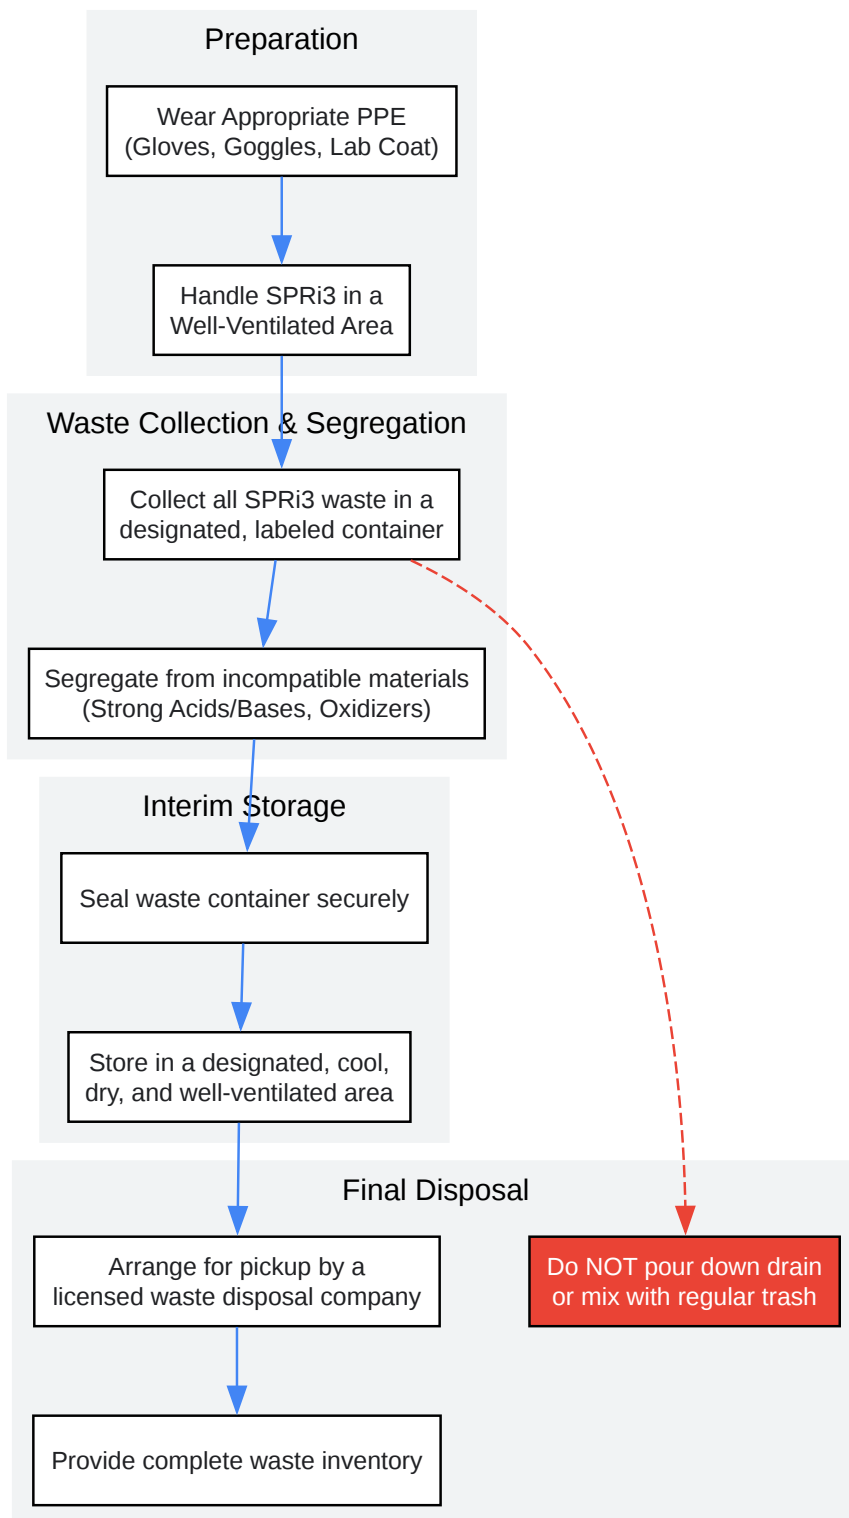 Preparation
Wear Appropriate PPE
(Gloves, Goggles, Lab Coat)
Handle SPRi3 in a
Well-Ventilated Area
Waste Collection & Segregation
Collect all SPRi3 waste in a
designated, labeled container
Segregate from incompatible materials
(Strong Acids/Bases, Oxidizers)
Interim Storage
Seal waste container securely
Store in a designated, cool,
dry, and well-ventilated area
Final Disposal
Arrange for pickup by a
licensed waste disposal company
Do NOT pour down drain
or mix with regular trash
Provide complete waste inventory